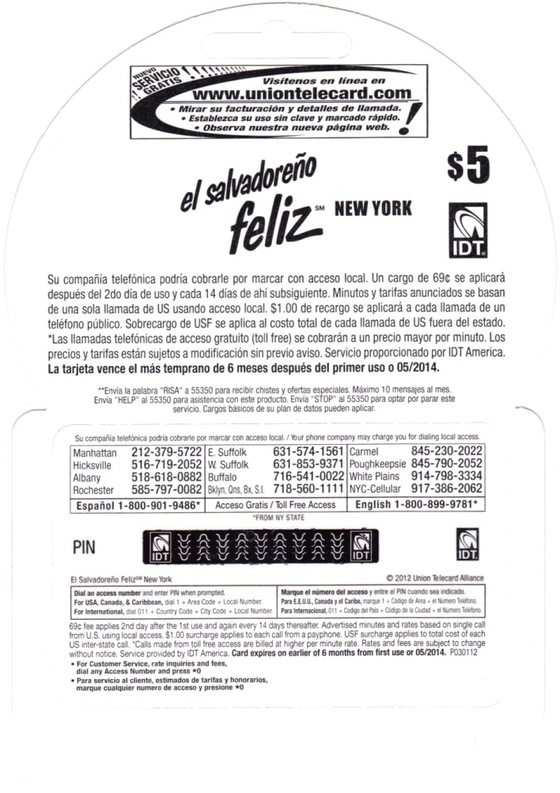 NUEVO
SERVICIO
GRATIS
Visítenos en línea en
www.uniontelecard.com
• Mirar su facturación y detalles de llamada.
• Establezca su uso sin clave y marcado rápido.
• Observa nuestra nueva página web.
!
$5
el salvadoreño
feliz SM NEW YORK
IDT
Su compañía telefónica podría cobrarle por marcar con acceso local. Un cargo de 69¢ se aplicará
después del 2do día de uso y cada 14 días de ahí subsiguiente. Minutos y tarifas anunciados se basan
de una sola llamada de US usando acceso local. $1.00 de recargo se aplicará a cada llamada de un
teléfono público. Sobrecargo de USF se aplica al costo total de cada llamada de US fuera del estado.
*Las llamadas telefónicas de acceso gratuito (toll free) se cobrarán a un precio mayor por minuto. Los
precios y tarifas están sujetos a modificación sin previo aviso. Servicio proporcionado por IDT America.
La tarjeta vence el más temprano de 6 meses después del primer uso o 05/2014.
**Envía la palabra "RISA" a 55350 para recibir chistes y ofertas especiales. Máximo 10 mensajes al mes.
Envía "HELP" al 55350 para asistencia con este producto. Envía "STOP" al 55350 para optar por parar este
servicio. Cargos básicos de su plan de datos pueden aplicar.
Su compañía telefónica podría cobrarle por marcar con acceso local. / Your phone company may charge you for dialing local access.
Manhattan 212-379-5722 E. Suffolk 631-574-1561 Carmel 845-230-2022
Hicksville 516-719-2052 W. Suffolk 631-853-9371 Poughkeepsie 845-790-2052
Albany 518-618-0882 Buffalo 716-541-0022 White Plains 914-798-3334
Rochester 585-797-0082 Bklyn, Qns, Bx, S.I. 718-560-1111 NYC-Cellular 917-386-2062
Español 1-800-901-9486* Acceso Gratis / Toll Free Access English 1-800-899-9781*
*FROM NY STATE
PIN IDT IDT IDT
El Salvadoreño Feliz SM New York © 2012 Union Telecard Alliance
Dial an access number and enter PIN when prompted. Marque el número del acceso y entre el PIN cuando sea indicado.
For USA, Canada, & Caribbean, dial 1 + Area Code + Local Number. Para E.E.U.U., Canada y el Caribe, marque 1 + Código de Area + el Número Teléfono.
For International, dial 011 + Country Code + City Code + Local Number. Para Internacional, 011 + Código del País + Código de la Ciudad + el Número Teléfono.
69¢ fee applies 2nd day after the 1st use and again every 14 days thereafter. Advertised minutes and rates based on single call
from U.S. using local access. $1.00 surcharge applies to each call from a payphone. USF surcharge applies to total cost of each
US inter-state call. *Calls made from toll free access are billed at higher per minute rate. Rates and fees are subject to change
without notice. Service provided by IDT America. Card expires on earlier of 6 months from first use or 05/2014. P030112
• For Customer Service, rate inquiries and fees,
dial any Access Number and press *0
• Para servicio al cliente, estimados de tarifas y honorarios,
marque cualquier numero de acceso y presione *0